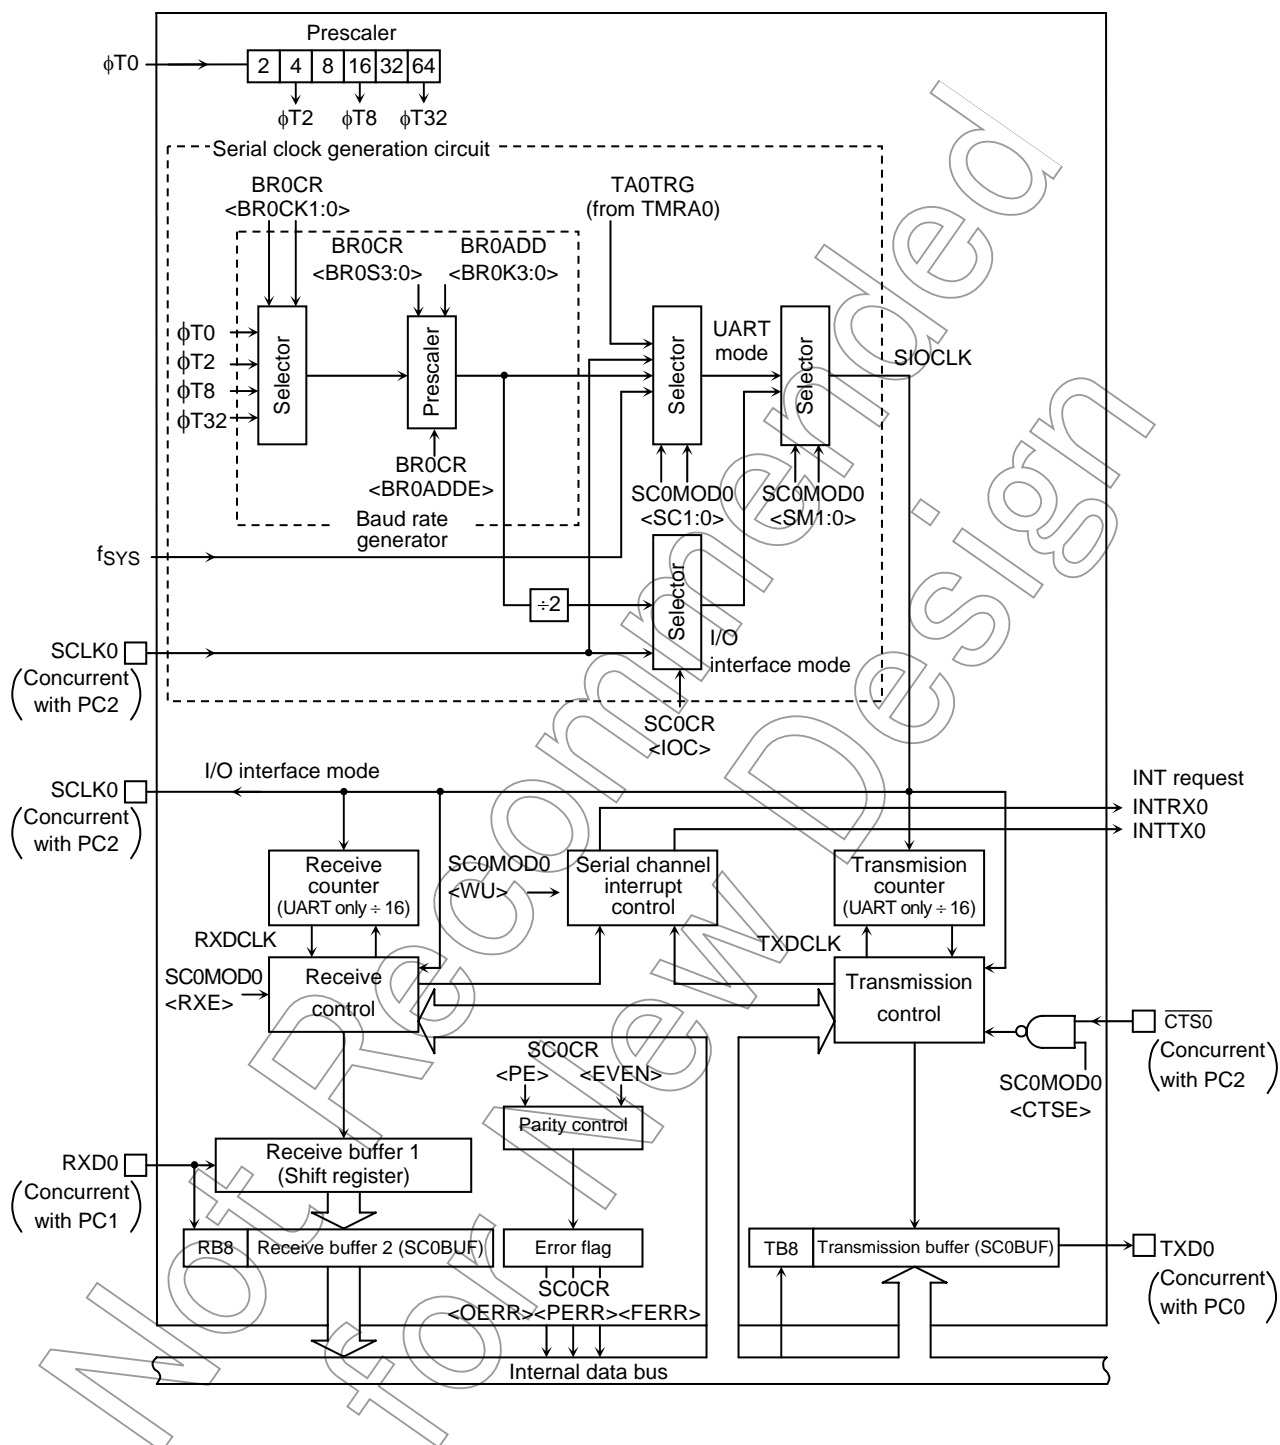 Prescaler
ϕT0
2 4 8 16 32 64
ϕT2 ϕT8 ϕT32
Serial clock generation circuit
BR0CR
<BR0CK1:0>
TA0TRG
(from TMRA0)
BR0CR
<BR0S3:0>
BR0ADD
<BR0K3:0>
ϕT0
ϕT2
ϕT8
ϕT32
Selector
Prescaler
Selector
UART
mode
Selector
SIOCLK
BR0CR
<BR0ADDE>
SC0MOD0
<SC1:0>
SC0MOD0
<SM1:0>
Baud rate
generator
fSYS
÷2
Selector
I/O
interface mode
SCLK0
(Concurrent
with PC2)
SC0CR
<IOC>
I/O interface mode
SCLK0
(Concurrent
with PC2)
INT request
INTRX0
INTTX0
Receive
counter
(UART only ÷ 16)
SC0MOD0
<WU>
Serial channel
interrupt
control
Transmision
counter
(UART only ÷ 16)
RXDCLK
TXDCLK
SC0MOD0
<RXE>
Receive
control
Transmission
control
CTS0
(Concurrent
with PC2)
SC0MOD0
<CTSE>
SC0CR
<PE> <EVEN>
Parity control
RXD0
(Concurrent
with PC1)
Receive buffer 1
(Shift register)
RB8 Receive buffer 2 (SC0BUF)
Error flag
TB8 Transmission buffer (SC0BUF)
TXD0
(Concurrent
with PC0)
SC0CR
<OERR><PERR><FERR>
Internal data bus
Not Recommended
for New Design